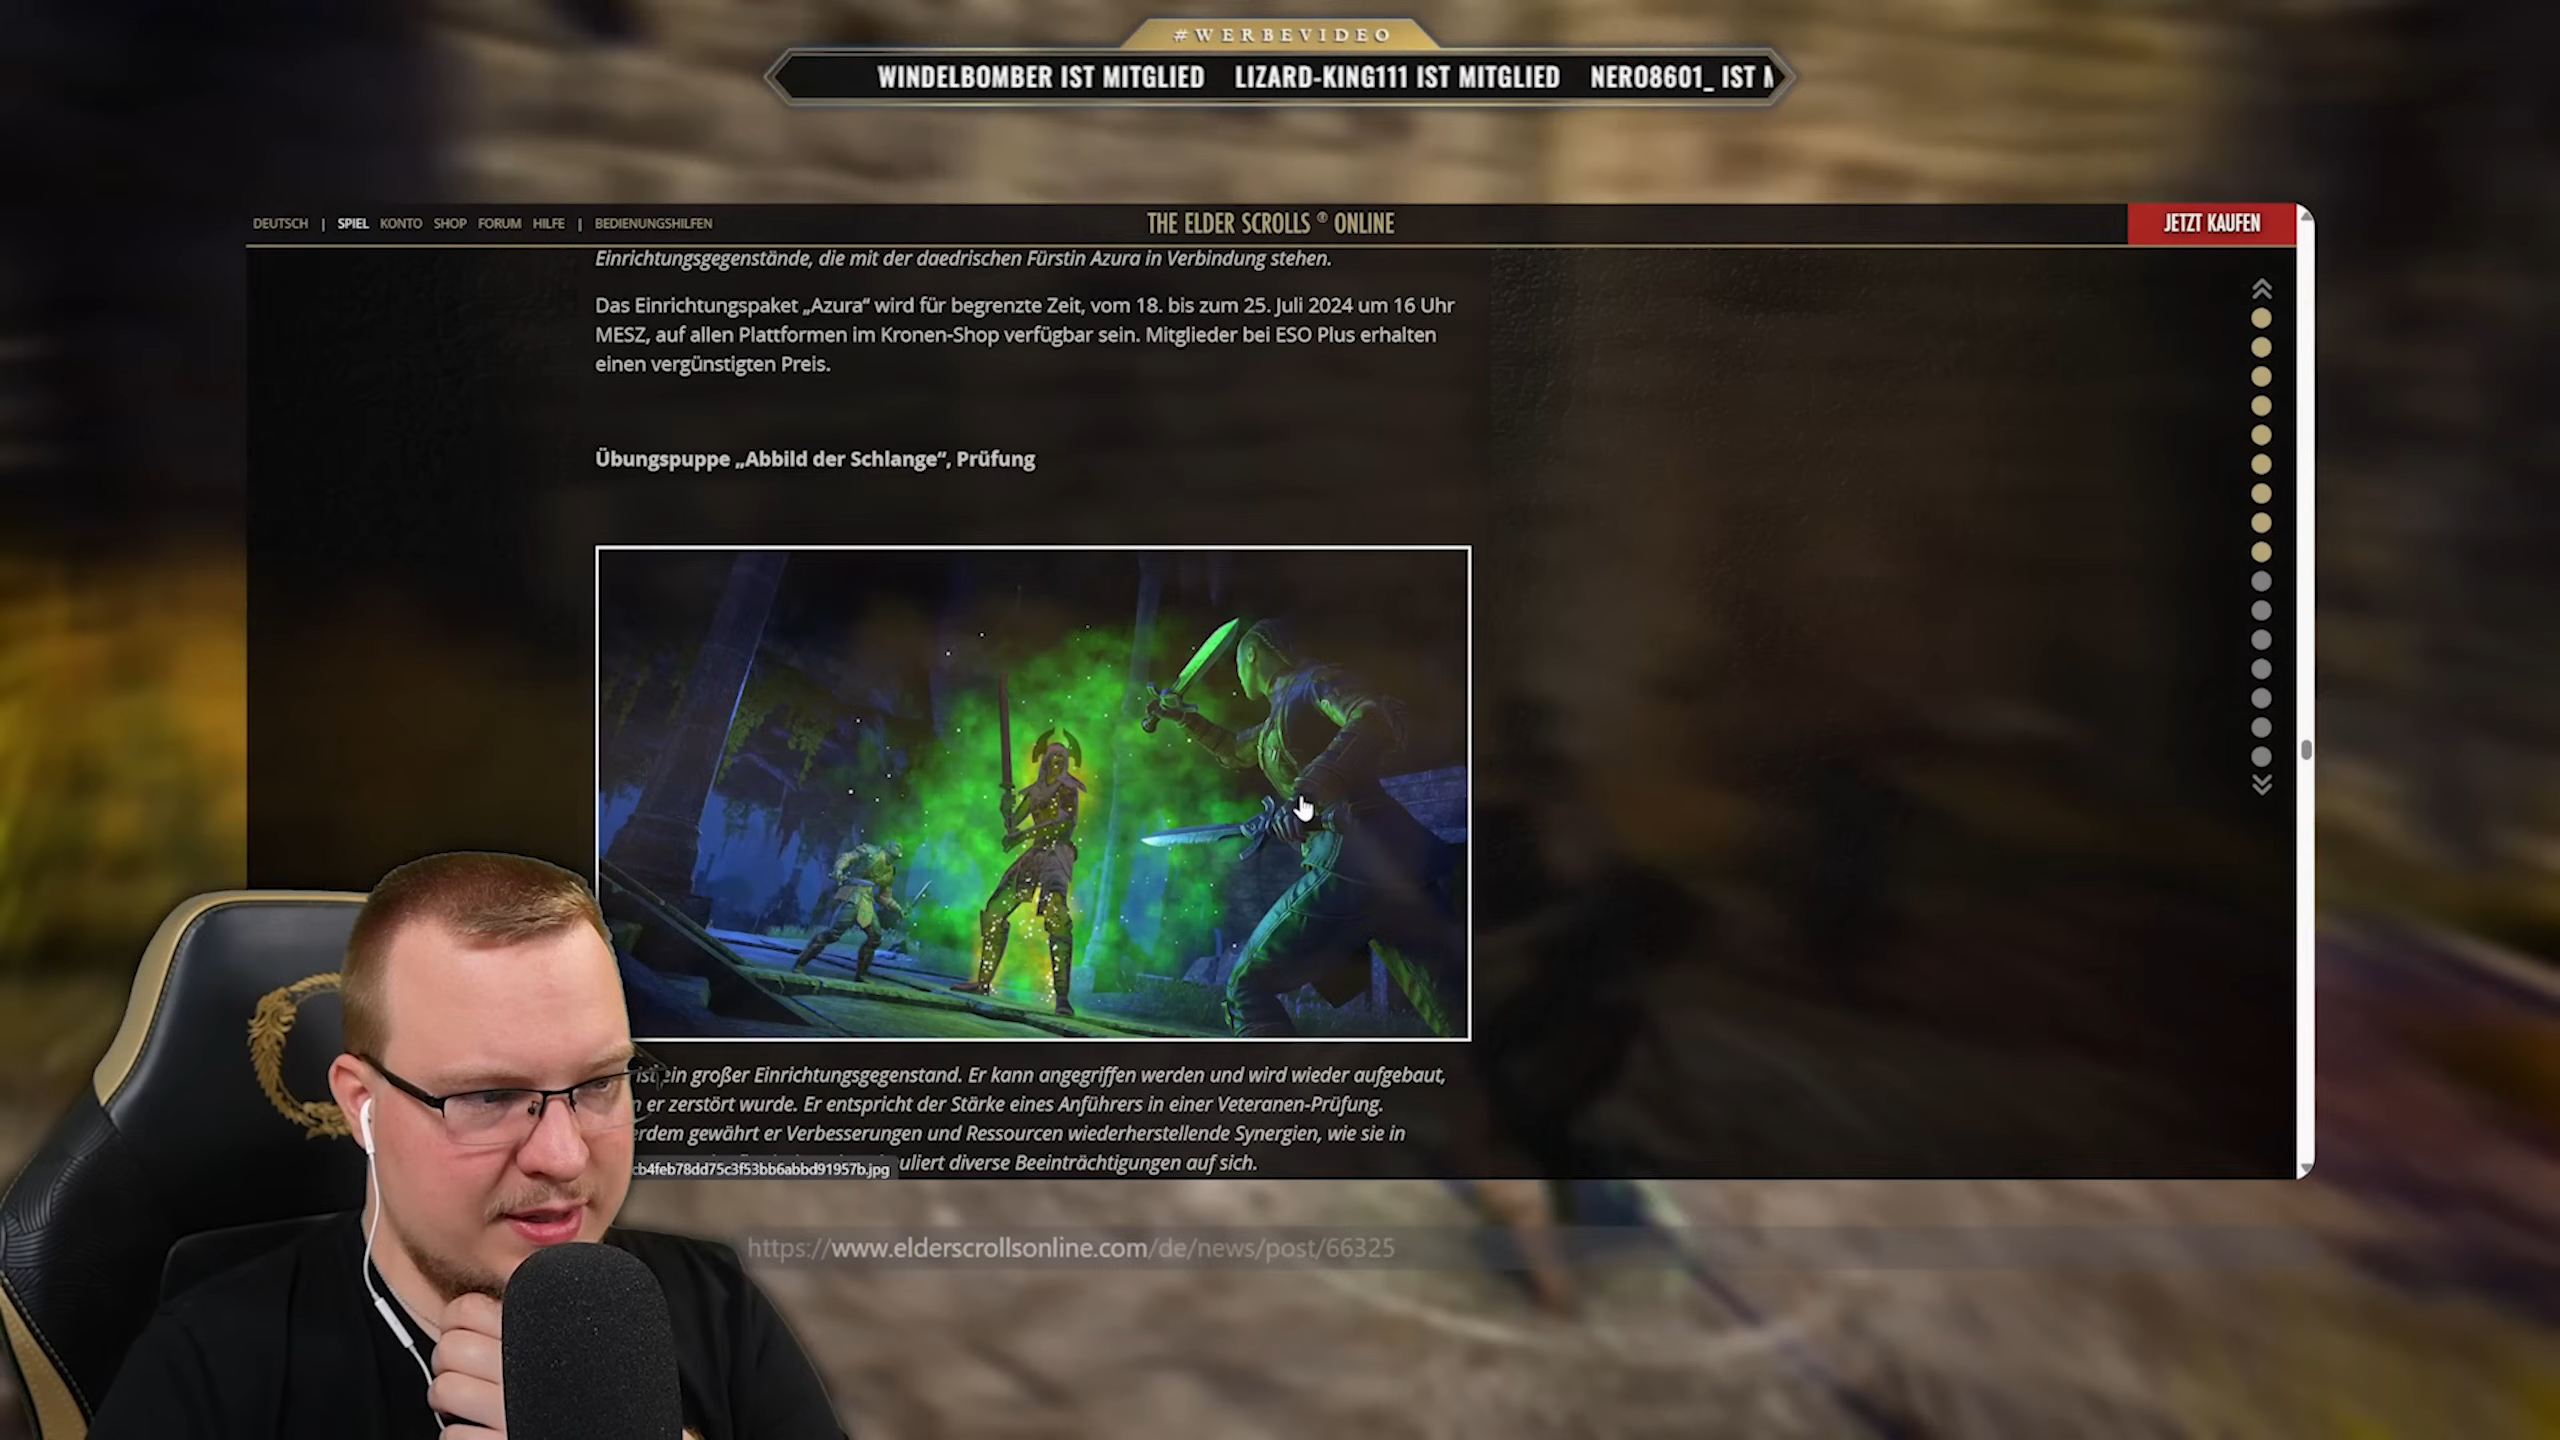 #WERBEVIDEO
WINDELBOMBER IST MITGLIED LIZARD-KING111 IST MITGLIED NERO8601_ IST
DEUTSCH | SPIEL KONTO SHOP FORUM HILFE | BEDIENUNGSHILFEN
THE ELDER SCROLLS ® ONLINE
JETZT KAUFEN
Einrichtungsgegenstände, die mit der daedrischen Fürstin Azura in Verbindung stehen.
Das Einrichtungspaket „Azura“ wird für begrenzte Zeit, vom 18. bis zum 25. Juli 2024 um 16 Uhr
MESZ, auf allen Plattformen im Kronen-Shop verfügbar sein. Mitglieder bei ESO Plus erhalten
einen vergünstigten Preis.
Übungspuppe „Abbild der Schlange“, Prüfung
ist ein großer Einrichtungsgegenstand. Er kann angegriffen werden und wird wieder aufgebaut,
er zerstört wurde. Er entspricht der Stärke eines Anführers in einer Veteranen-Prüfung.
gewährt er Verbesserungen und Ressourcen wiederherstellende Synergien, wie sie in
diverse Beeinträchtigungen auf sich.
cb4feb78dd75c3f53bb6abbd91957b.jpg
https://www.elderscrollsonline.com/de/news/post/66325